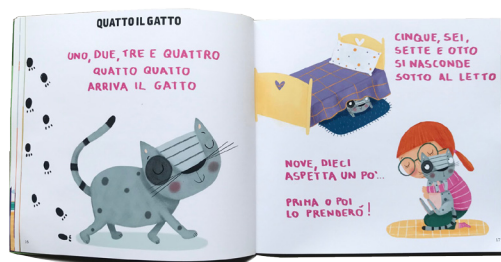 QUATTO IL GATTO
UNO, DUE, TRE E QUATTRO
QUATTO QUATTO
ARRIVA IL GATTO
CINQUE, SEI,
SETTE E OTTO
SI NASCONDE
SOTTO AL LETTO
NOVE, DIECI
ASPETTA UN PO'...
PRIMA O POI
LO PRENDERÓ!